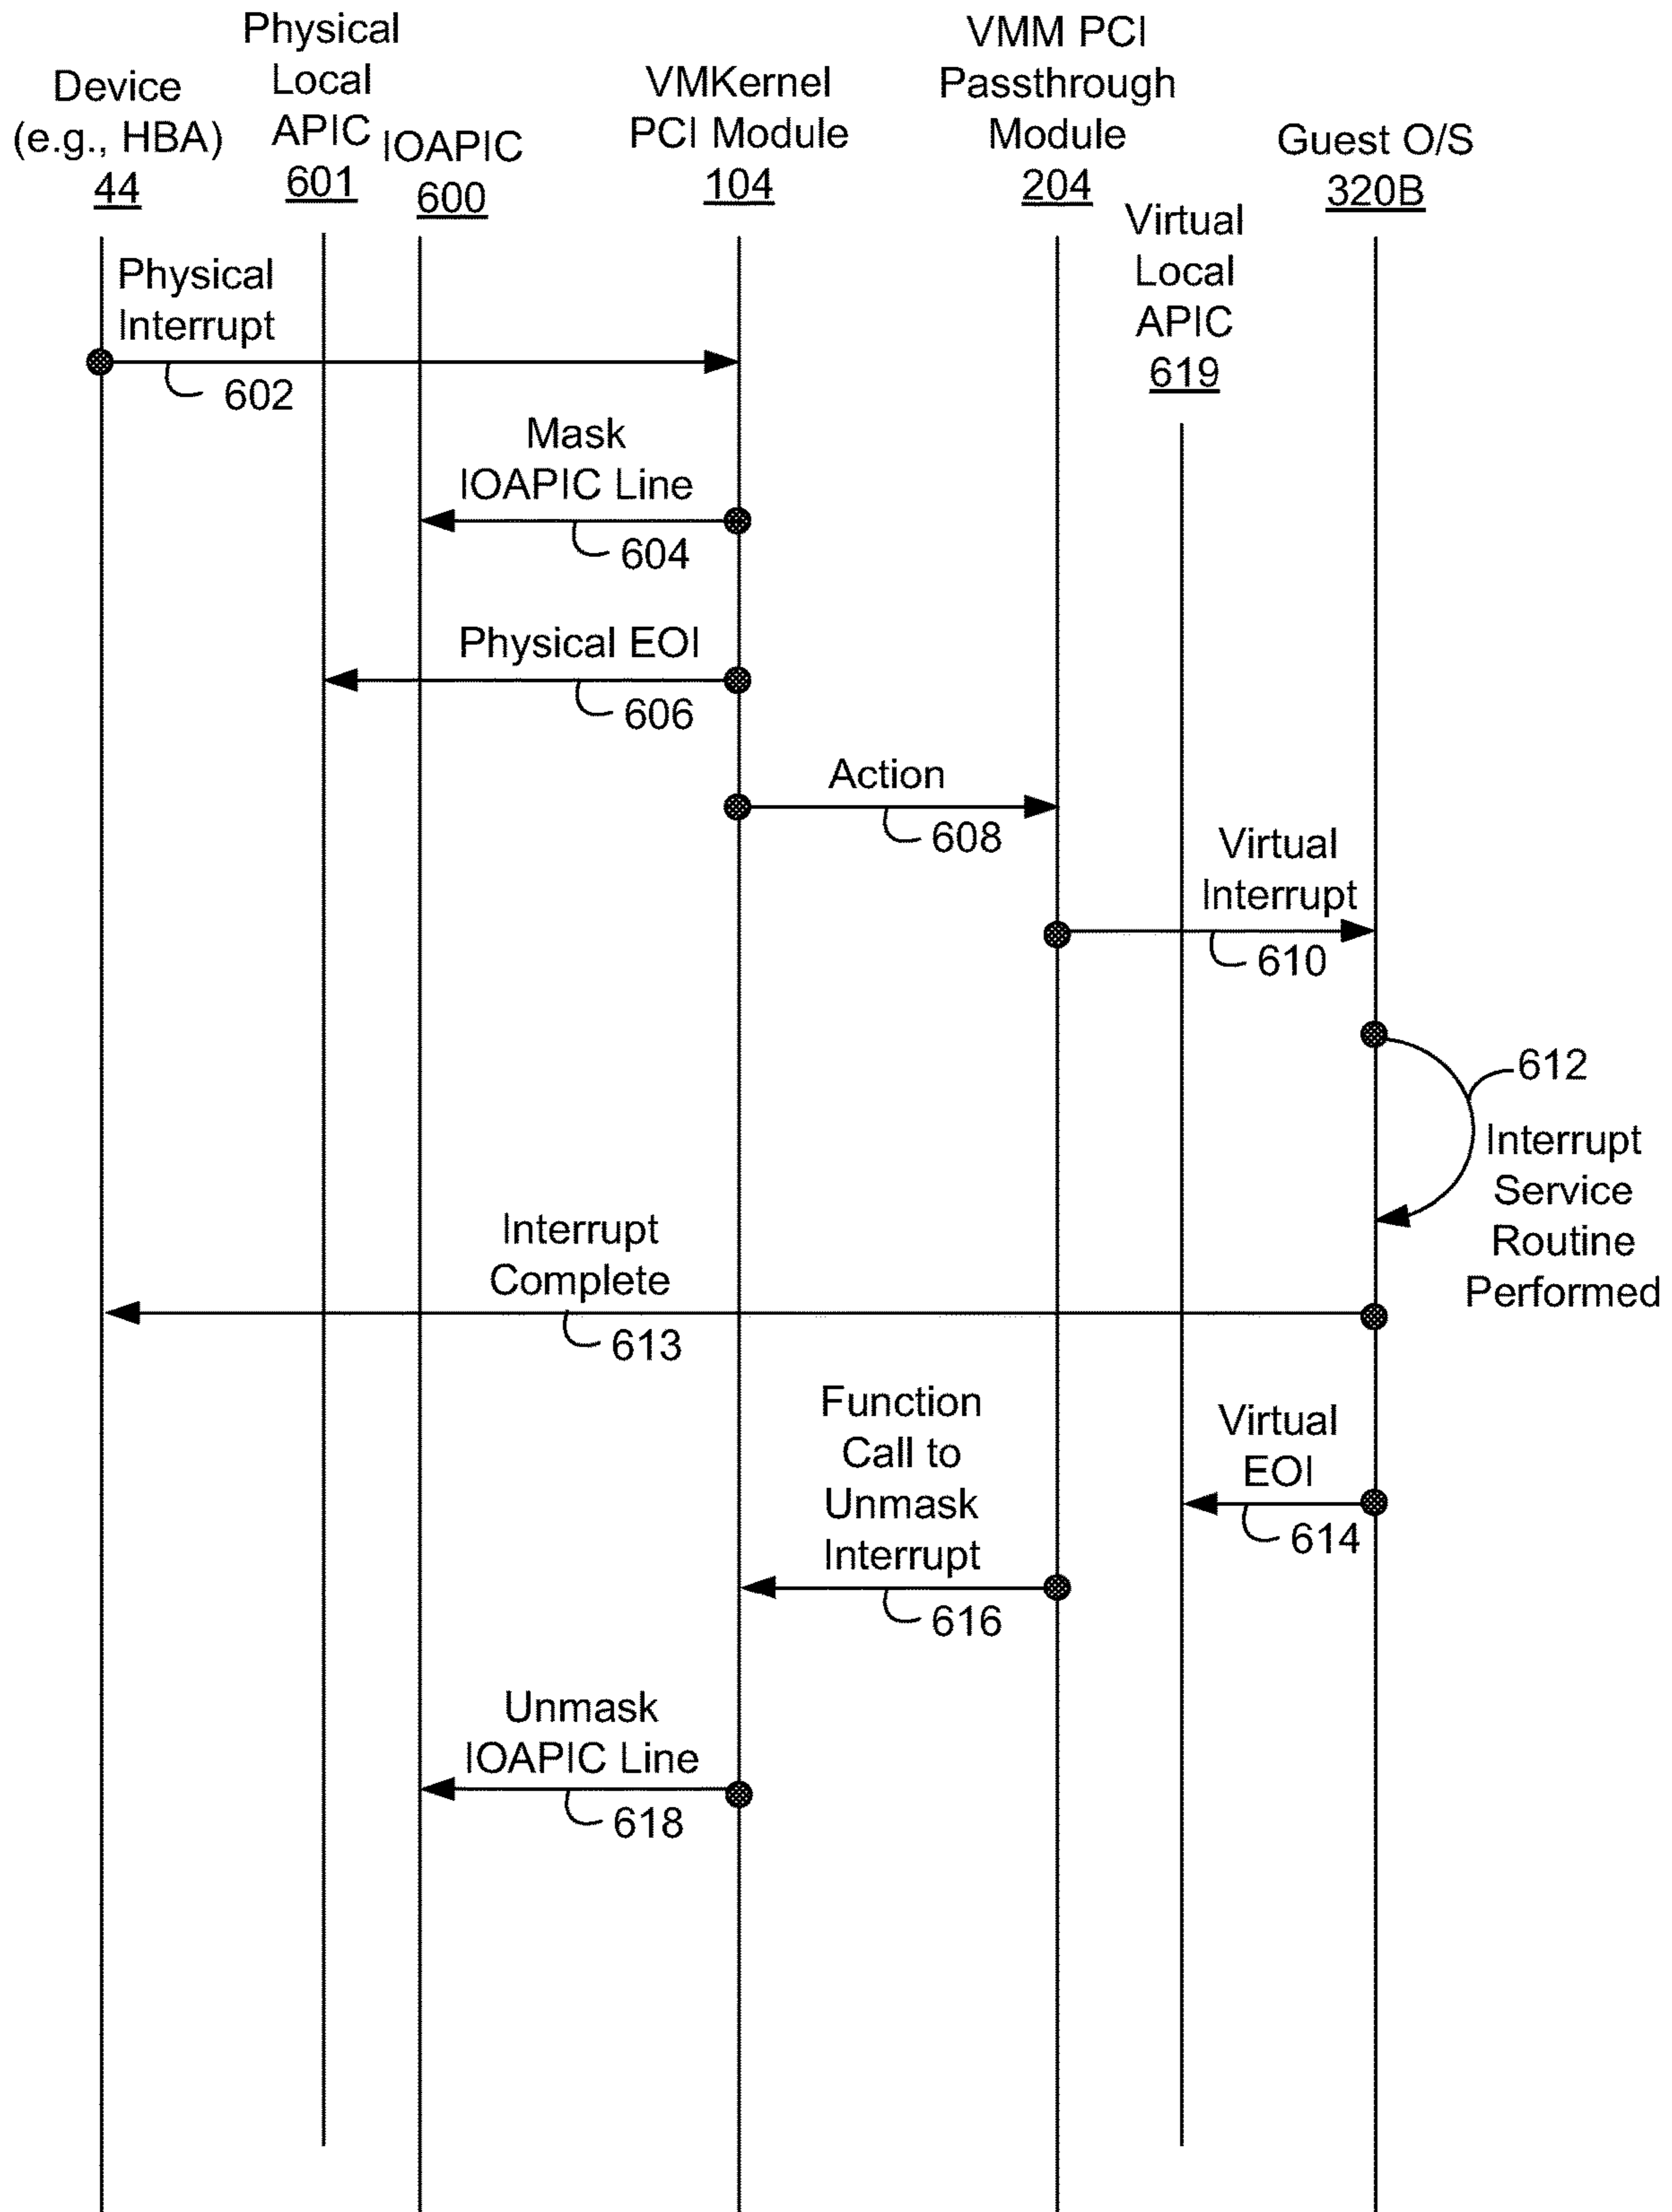 Device
(e.g., HBA)
44
Physical
Local
APIC
601
IOAPIC
600
VMKernel
PCI Module
104
VMM PCI
Passthrough
Module
204
Virtual
Local
APIC
619
Guest O/S
320B
Physical
Interrupt
602
Mask
IOAPIC Line
604
Physical EOI
606
Action
608
Virtual
Interrupt
610
612
Interrupt
Service
Routine
Performed
Interrupt
Complete
613
Virtual
EOI
614
Function
Call to
Unmask
Interrupt
616
Unmask
IOAPIC Line
618